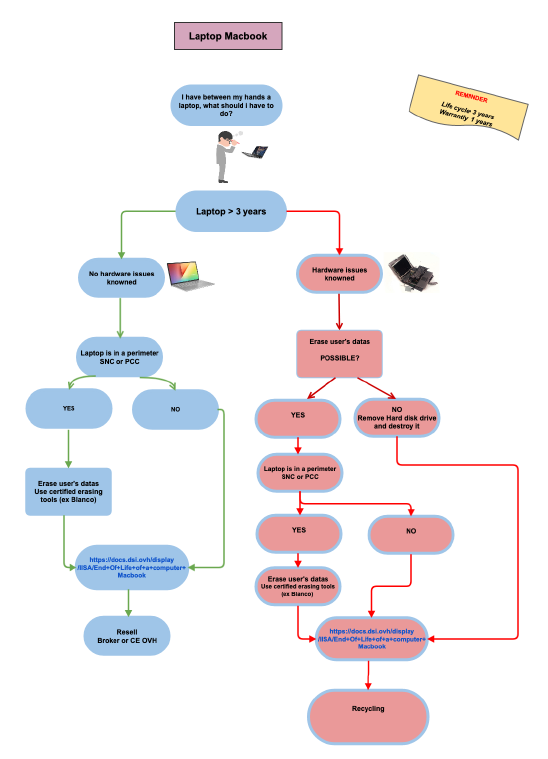 Laptop Macbook
I have between my hands a
laptop, what should i have to
do?
REMINDER
Life cycle 3 years
Warrantly 1 years
Laptop > 3 years
No hardware issues
knowned
Hardware issues
knowned
Laptop is in a perimeter
SNC or PCC
Erase user's datas
POSSIBLE?
YES
NO
YES
NO
Remove Hard disk drive
and destroy it
Laptop is in a perimeter
SNC or PCC
Erase user's datas
Use certified erasing
tools (ex Blanco)
YES
NO
https://docs.dsi.ovh/display
/IISA/End+Of+Life+of+a+computer+
Macbook
Erase user's datas
Use certified erasing tools
(ex Blanco)
Resell
Broker or CE OVH
https://docs.dsi.ovh/display
/IISA/End+Of+Life+of+a+computer+
Macbook
Recycling